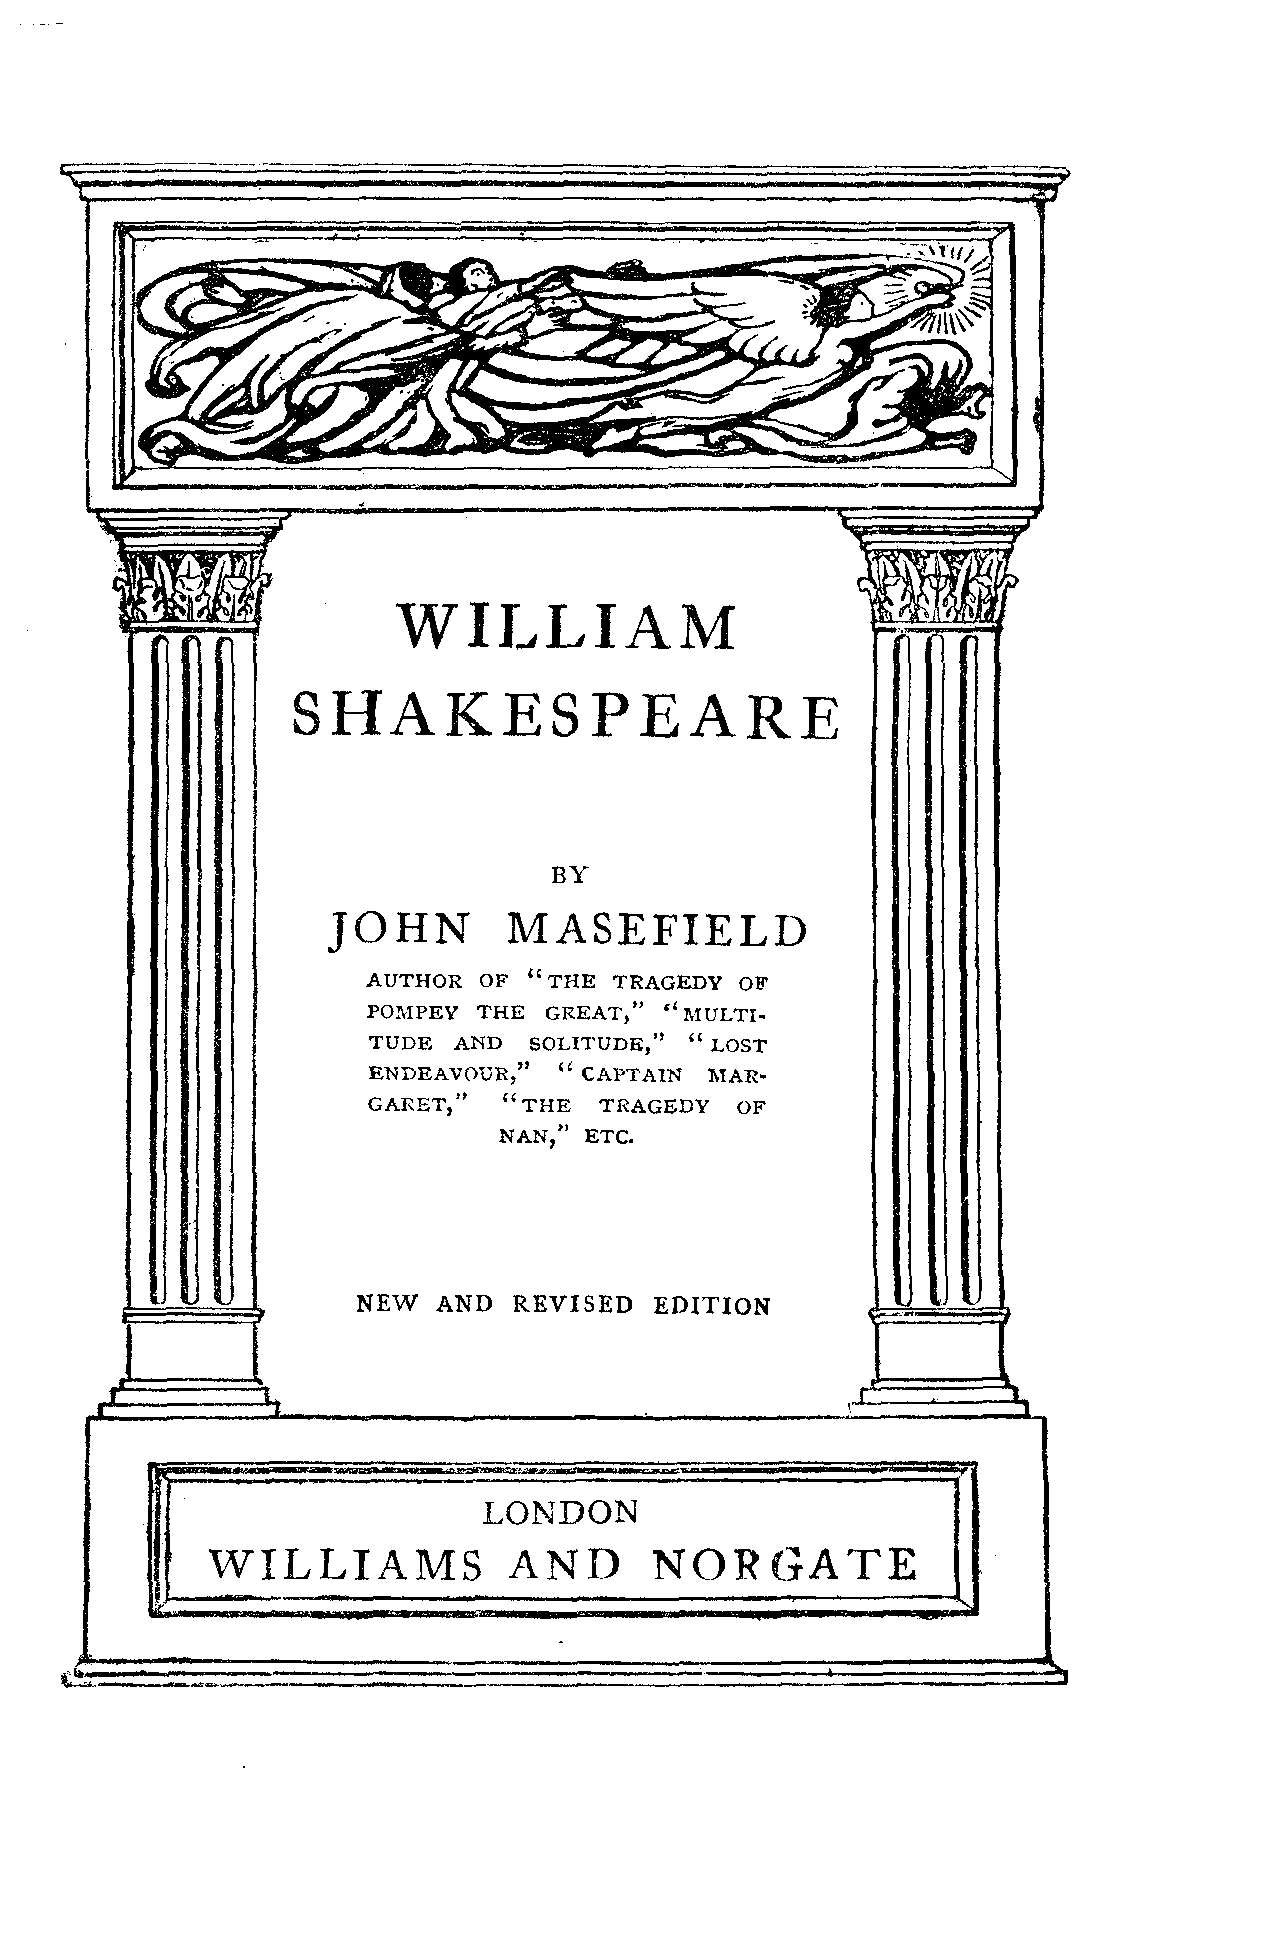 WILLIAM
SHAKESPEARE
BY
JOHN MASEFIELD
AUTHOR OF “THE TRAGEDY OF
POMPEY THE GREAT,” “MULTI-
TUDE AND SOLITUDE,” “LOST
ENDEAVOUR,” “CAPTAIN MAR-
GARET,” “THE TRAGEDY OF
NAN,” ETC.
NEW AND REVISED EDITION
LONDON
WILLIAMS AND NORGATE